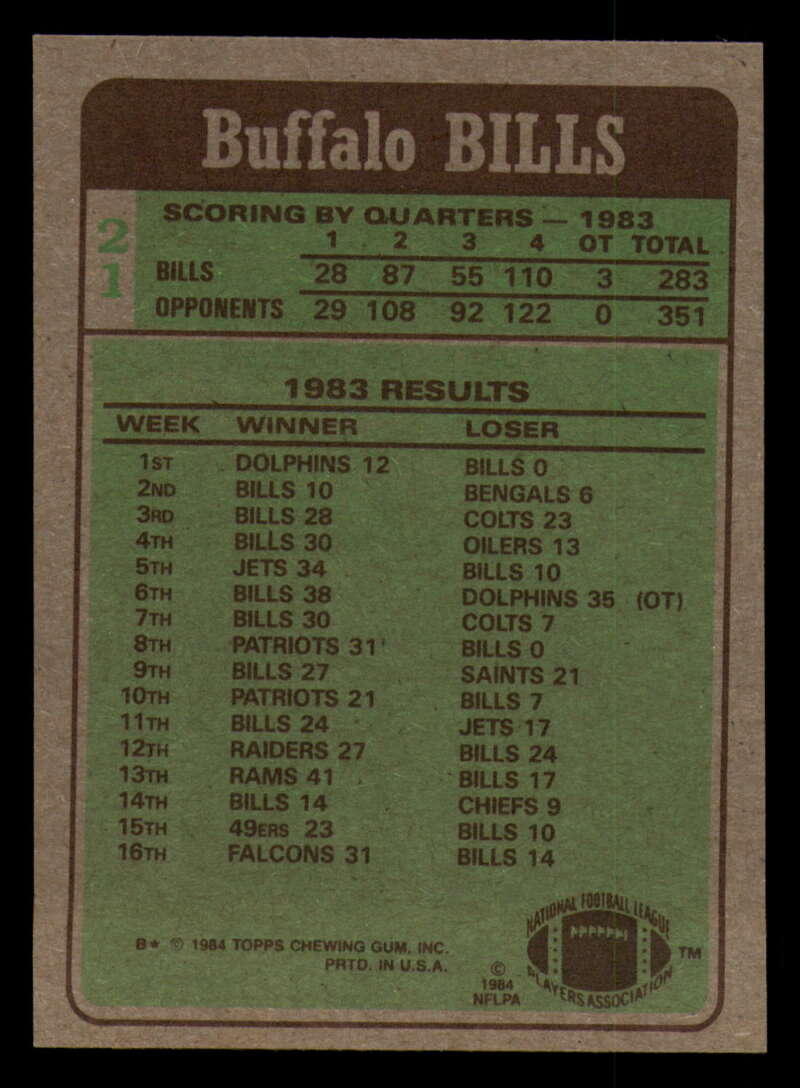 Buffalo BILLS
21
SCORING BY QUARTERS — 1983
1 2 3 4 OT TOTAL
BILLS 28 87 55 110 3 283
OPPONENTS 29 108 92 122 0 351
1983 RESULTS
WEEK WINNER LOSER
1ST DOLPHINS 12 BILLS 0
2ND BILLS 10 BENGALS 6
3RD BILLS 28 COLTS 23
4TH BILLS 30 OILERS 13
5TH JETS 34 BILLS 10
6TH BILLS 38 DOLPHINS 35 (OT)
7TH BILLS 30 COLTS 7
8TH PATRIOTS 31 BILLS 0
9TH BILLS 27 SAINTS 21
10TH PATRIOTS 21 BILLS 7
11TH BILLS 24 JETS 17
12TH RAIDERS 27 BILLS 24
13TH RAMS 41 BILLS 17
14TH BILLS 14 CHIEFS 9
15TH 49ERS 23 BILLS 10
16TH FALCONS 31 BILLS 14
B* © 1984 TOPPS CHEWING GUM, INC.
PRTD. IN U.S.A.
©
1984
NFLPA
NATIONAL FOOTBALL LEAGUE
PLAYERS ASSOCIATION
TM